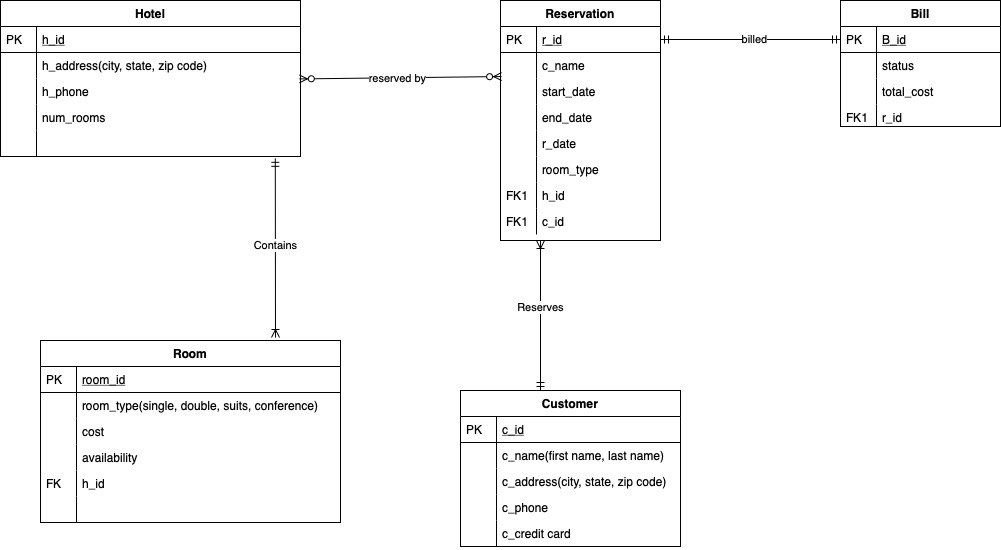 Hotel
PK h_id
h_address(city, state, zip code)
h_phone
num_rooms
reserved by
Reservation
PK r_id
c_name
start_date
end_date
r_date
room_type
FK1 h_id
FK1 c_id
billed
Bill
PK B_id
status
total_cost
FK1 r_id
Contains
Reserves
Room
PK room_id
room_type(single, double, suits, conference)
cost
availability
FK h_id
Customer
PK c_id
c_name(first name, last name)
c_address(city, state, zip code)
c_phone
c_credit card